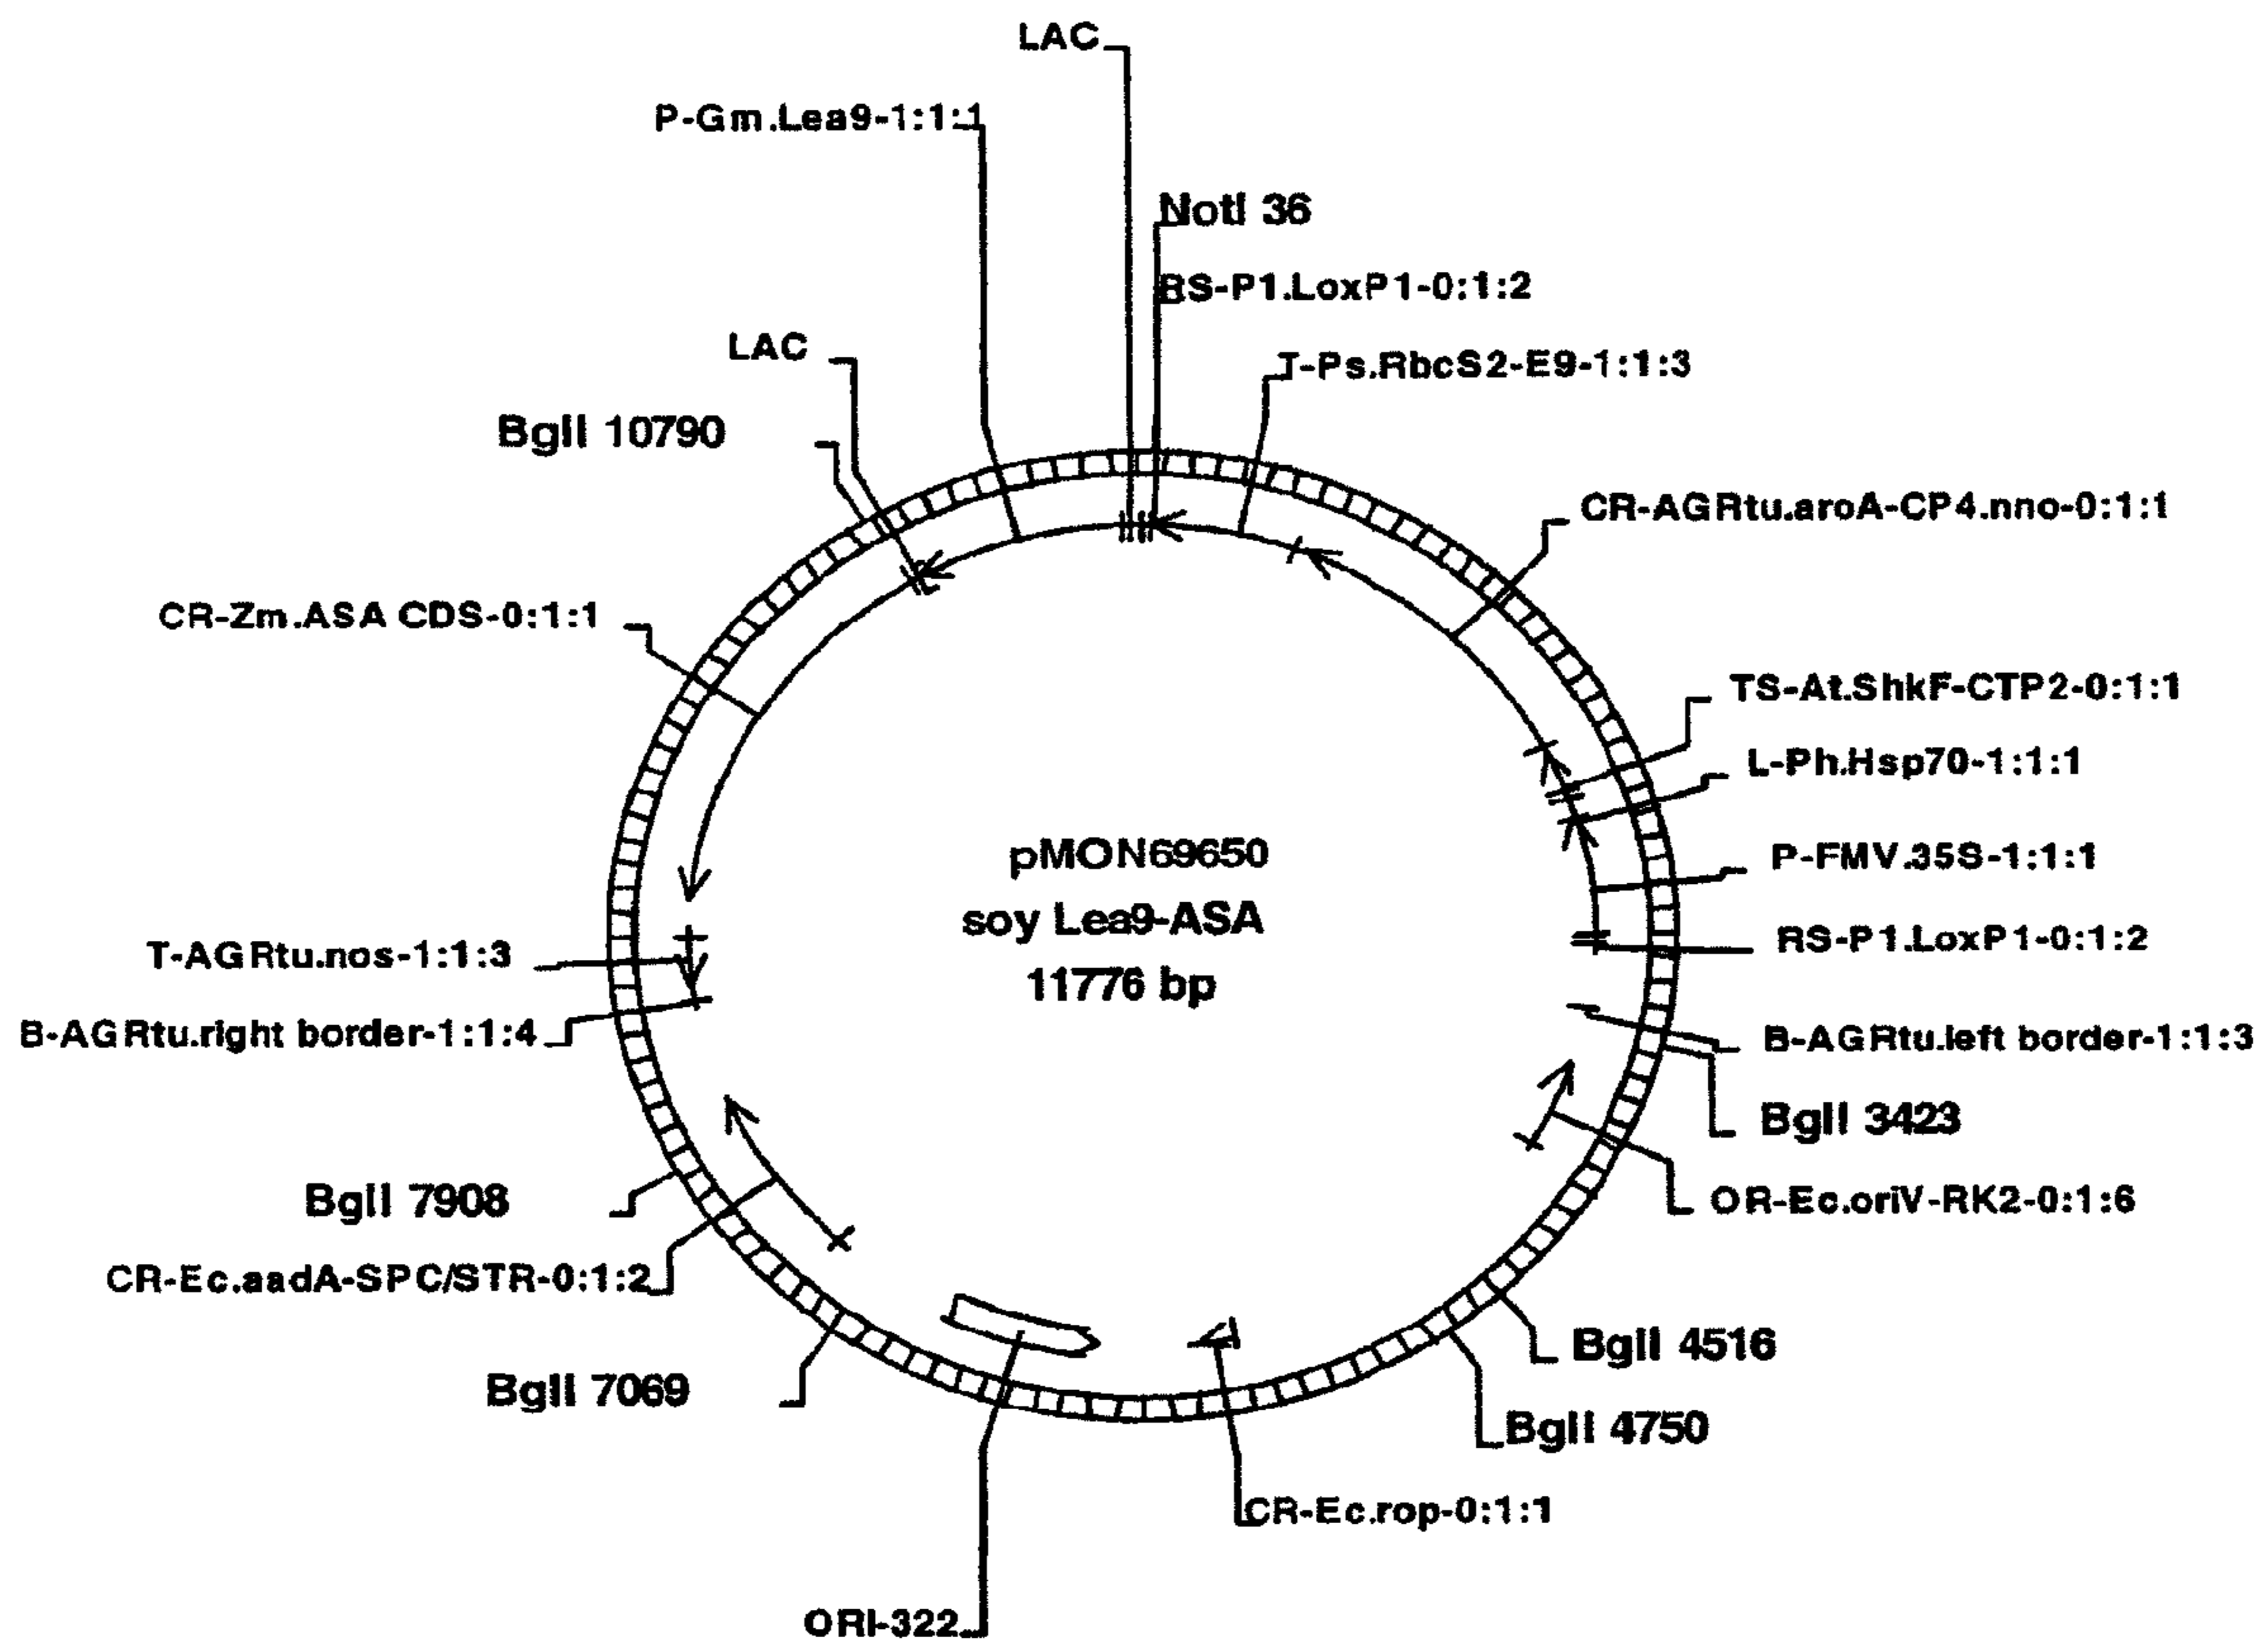 LAC
P-Gm.Lea9-1:1:1
NotI 36
RS-P1.LoxP1-0:1:2
LAC
T-Ps.RbcS2-E9-1:1:3
BglI 10790
CR-AGRtu.aroA-CP4.nno-0:1:1
CR-Zm.ASA CDS-0:1:1
TS-At.ShkF-CTP2-0:1:1
L-Ph.Hsp70-1:1:1
pMON69650
P-FMV.35S-1:1:1
soy Lea9-ASA
RS-P1.LoxP1-0:1:2
T-AGRtu.nos-1:1:3
11776 bp
B-AGRtu.right border-1:1:4
B-AGRtu.left border-1:1:3
BglI 3423
BglI 7908
OR-Ec.oriV-RK2-0:1:6
CR-Ec.aadA-SPC/STR-0:1:2
BglI 4516
BglI 7069
BglI 4750
CR-Ec.rop-0:1:1
ORI-322